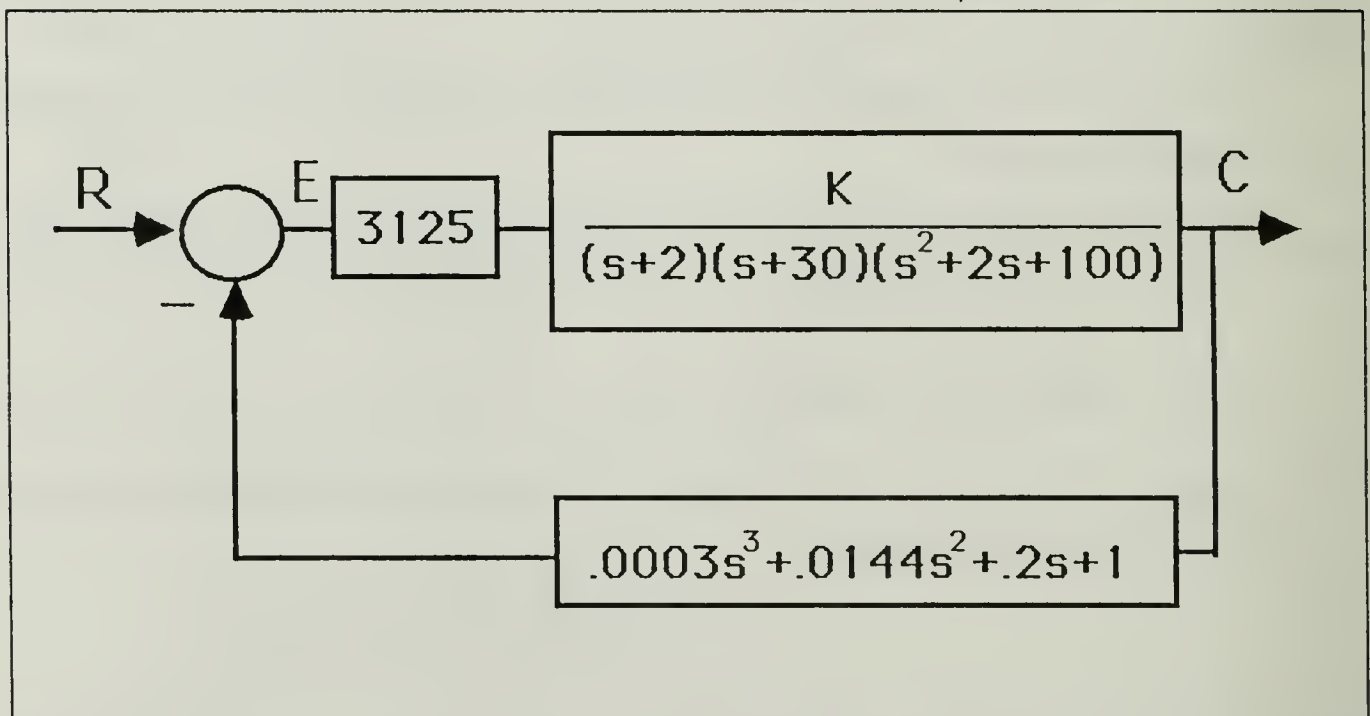 R
E
3125
K
(s+2)(s+30)(s²+2s+100)
C
−
.0003s³+.0144s²+.2s+1